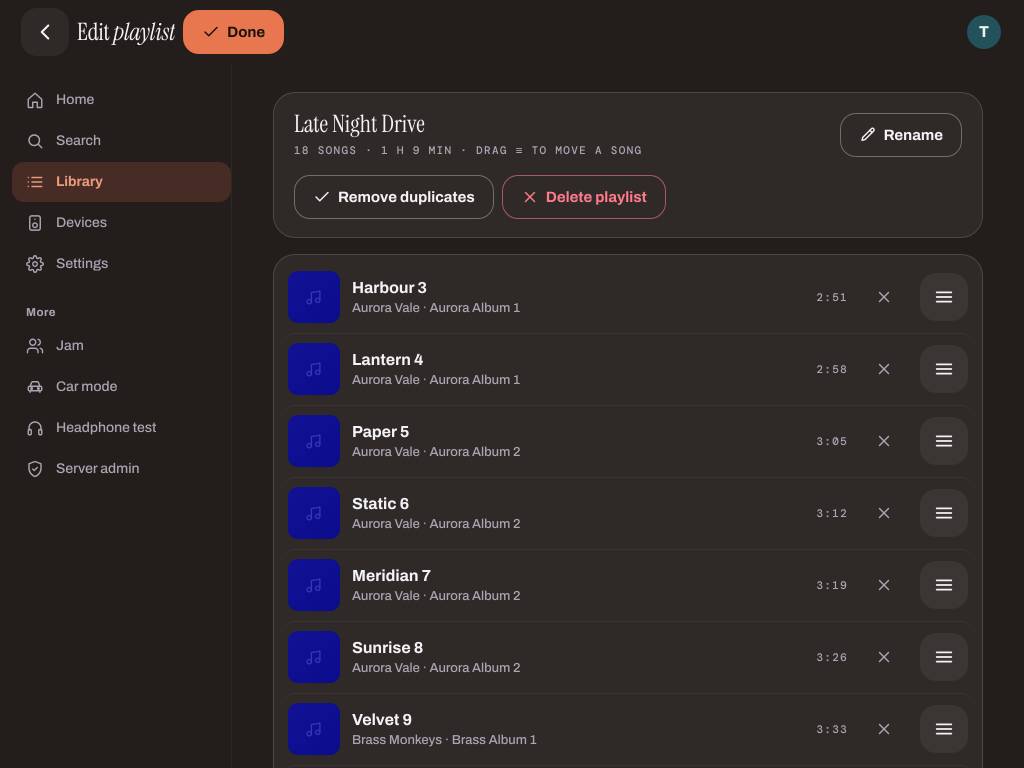 Edit playlist
Done
T
Home
Search
Library
Devices
Settings
More
Jam
Car mode
Headphone test
Server admin
Late Night Drive
18 SONGS · 1 H 9 MIN · DRAG ≡ TO MOVE A SONG
Rename
Remove duplicates
Delete playlist
Harbour 3
Aurora Vale · Aurora Album 1
2:51
Lantern 4
Aurora Vale · Aurora Album 1
2:58
Paper 5
Aurora Vale · Aurora Album 2
3:05
Static 6
Aurora Vale · Aurora Album 2
3:12
Meridian 7
Aurora Vale · Aurora Album 2
3:19
Sunrise 8
Aurora Vale · Aurora Album 2
3:26
Velvet 9
Brass Monkeys · Brass Album 1
3:33